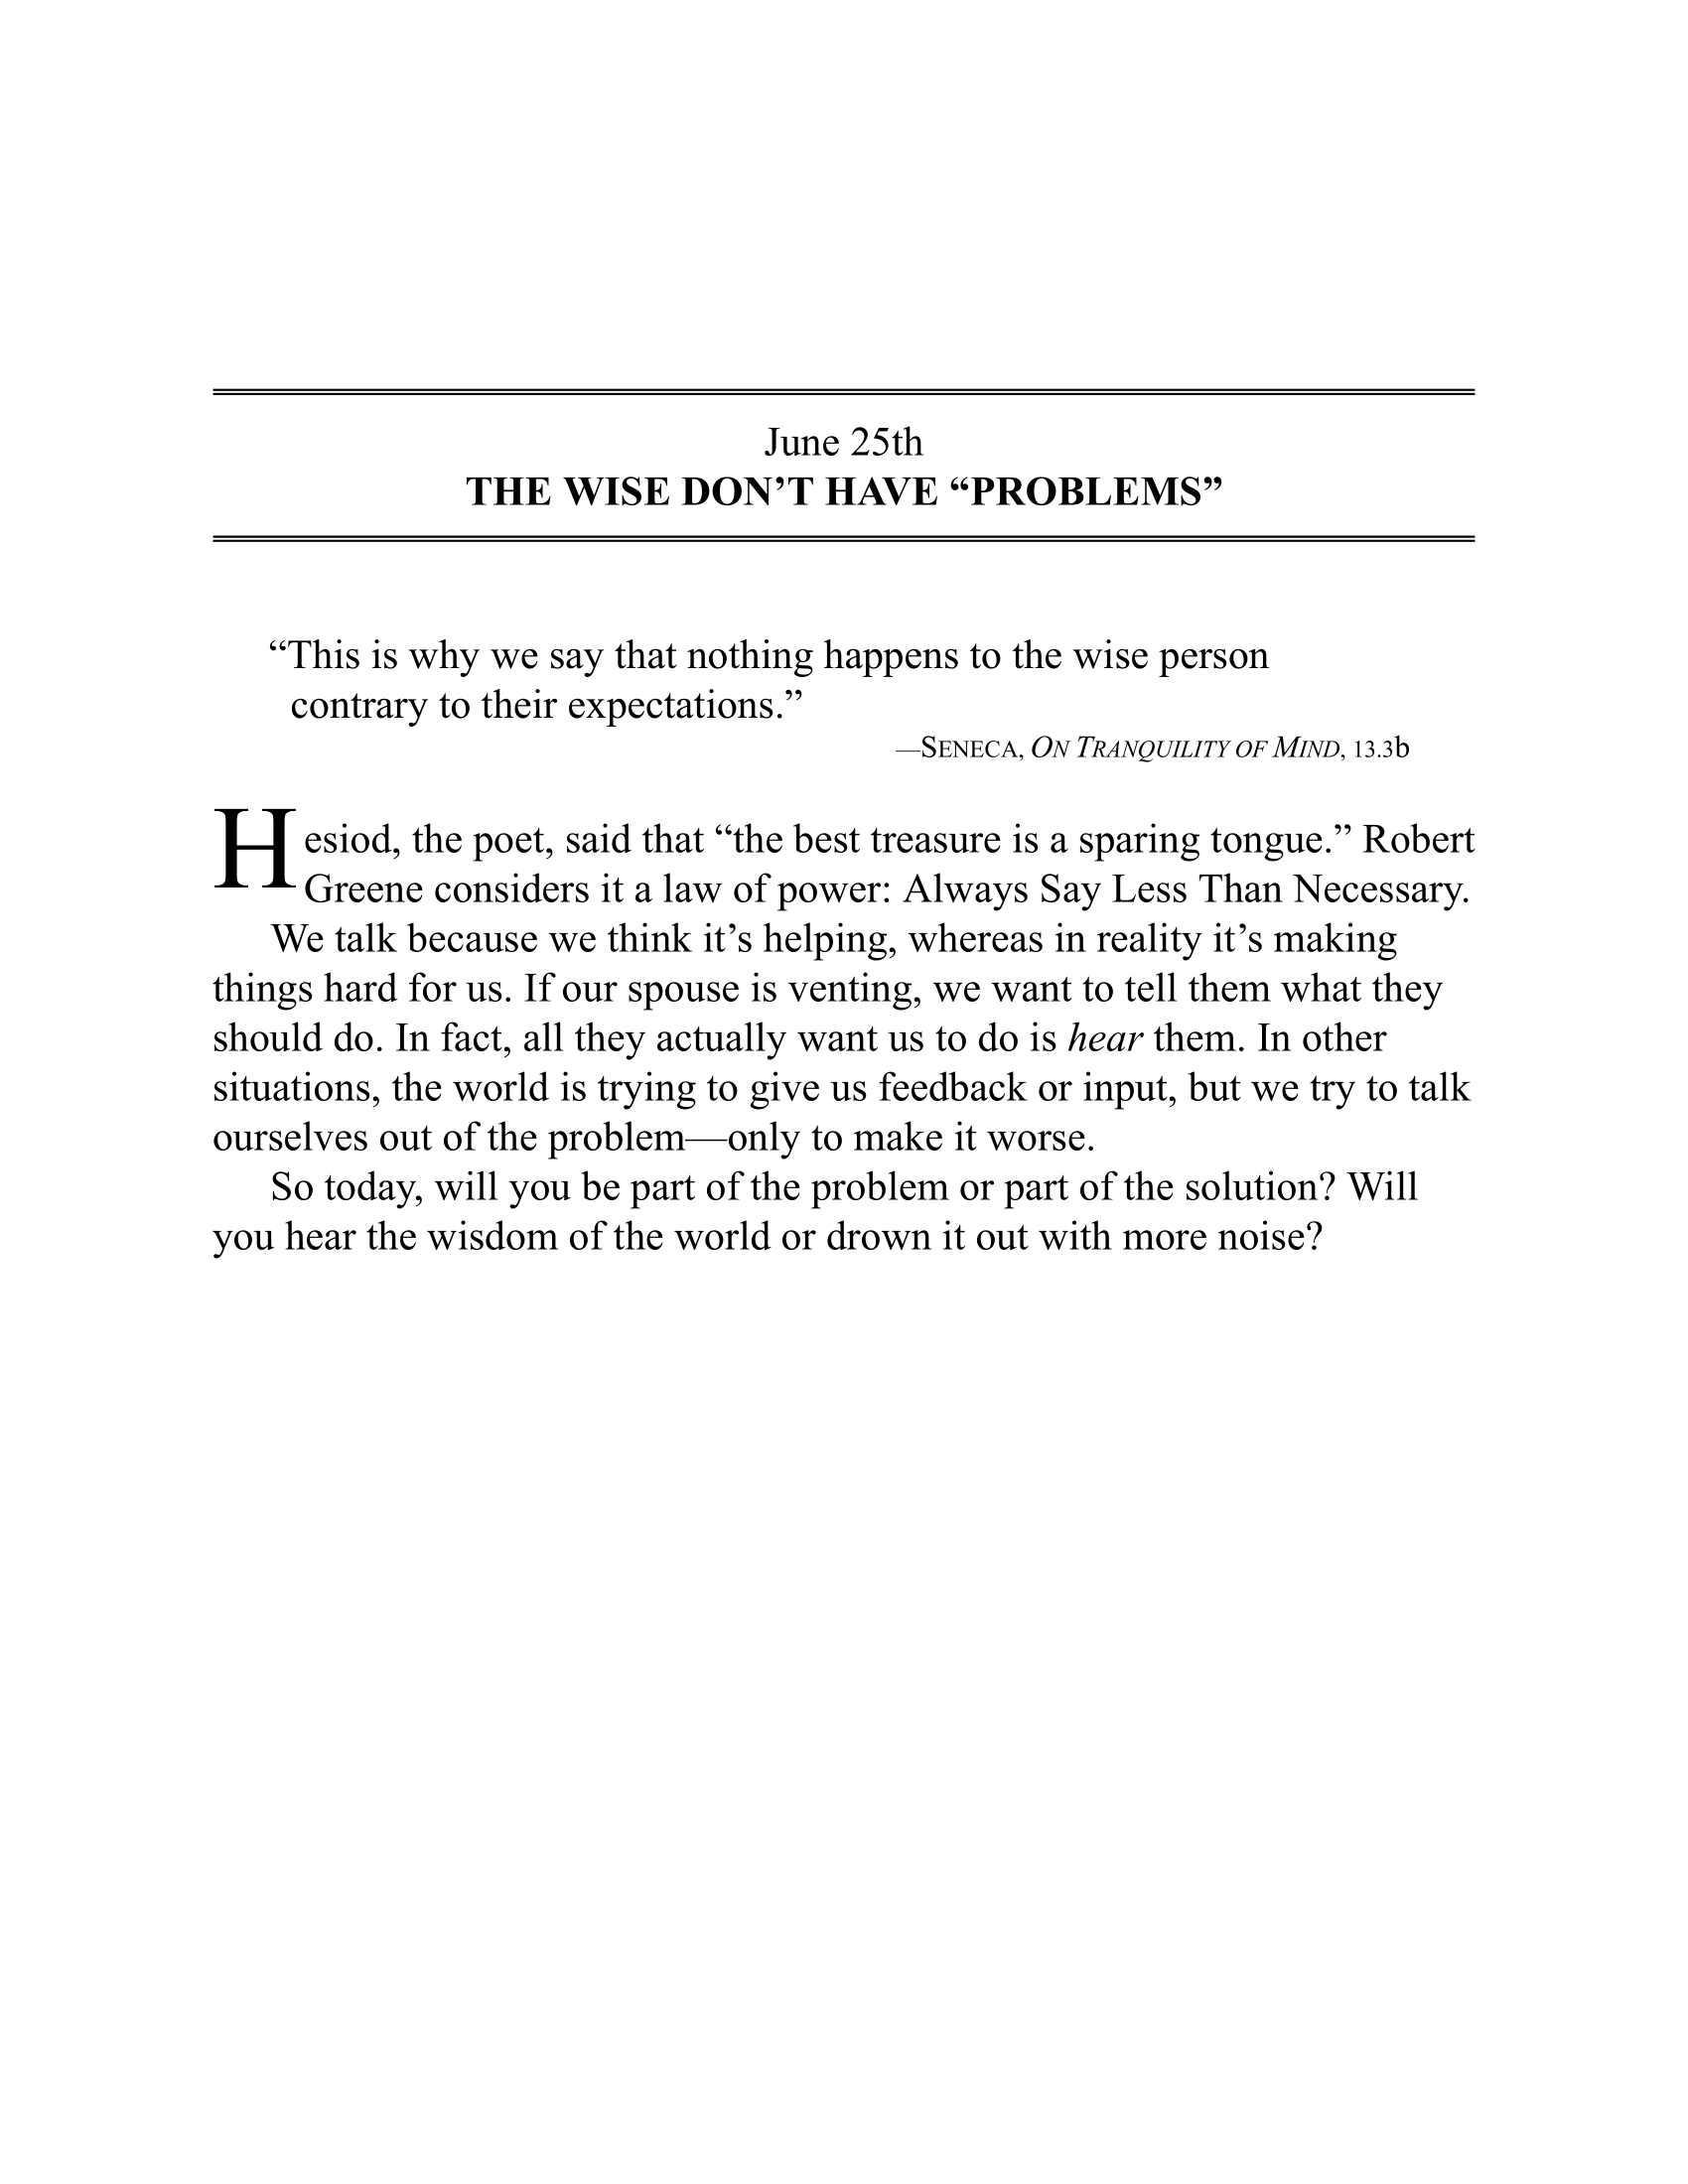 June 25th
THE WISE DON’T HAVE “PROBLEMS”
“This is why we say that nothing happens to the wise person
contrary to their expectations.”
—SENECA, ON TRANQUILITY OF MIND, 13.3b
Hesiod, the poet, said that “the best treasure is a sparing tongue.” Robert
Greene considers it a law of power: Always Say Less Than Necessary.
We talk because we think it’s helping, whereas in reality it’s making
things hard for us. If our spouse is venting, we want to tell them what they
should do. In fact, all they actually want us to do is hear them. In other
situations, the world is trying to give us feedback or input, but we try to talk
ourselves out of the problem—only to make it worse.
So today, will you be part of the problem or part of the solution? Will
you hear the wisdom of the world or drown it out with more noise?